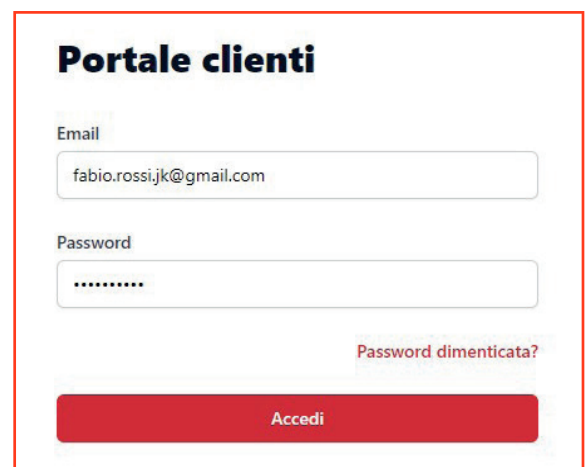 Portale clienti
Email
fabio.rossi.jk@gmail.com
Password
••••••••••
Password dimenticata?
Accedi